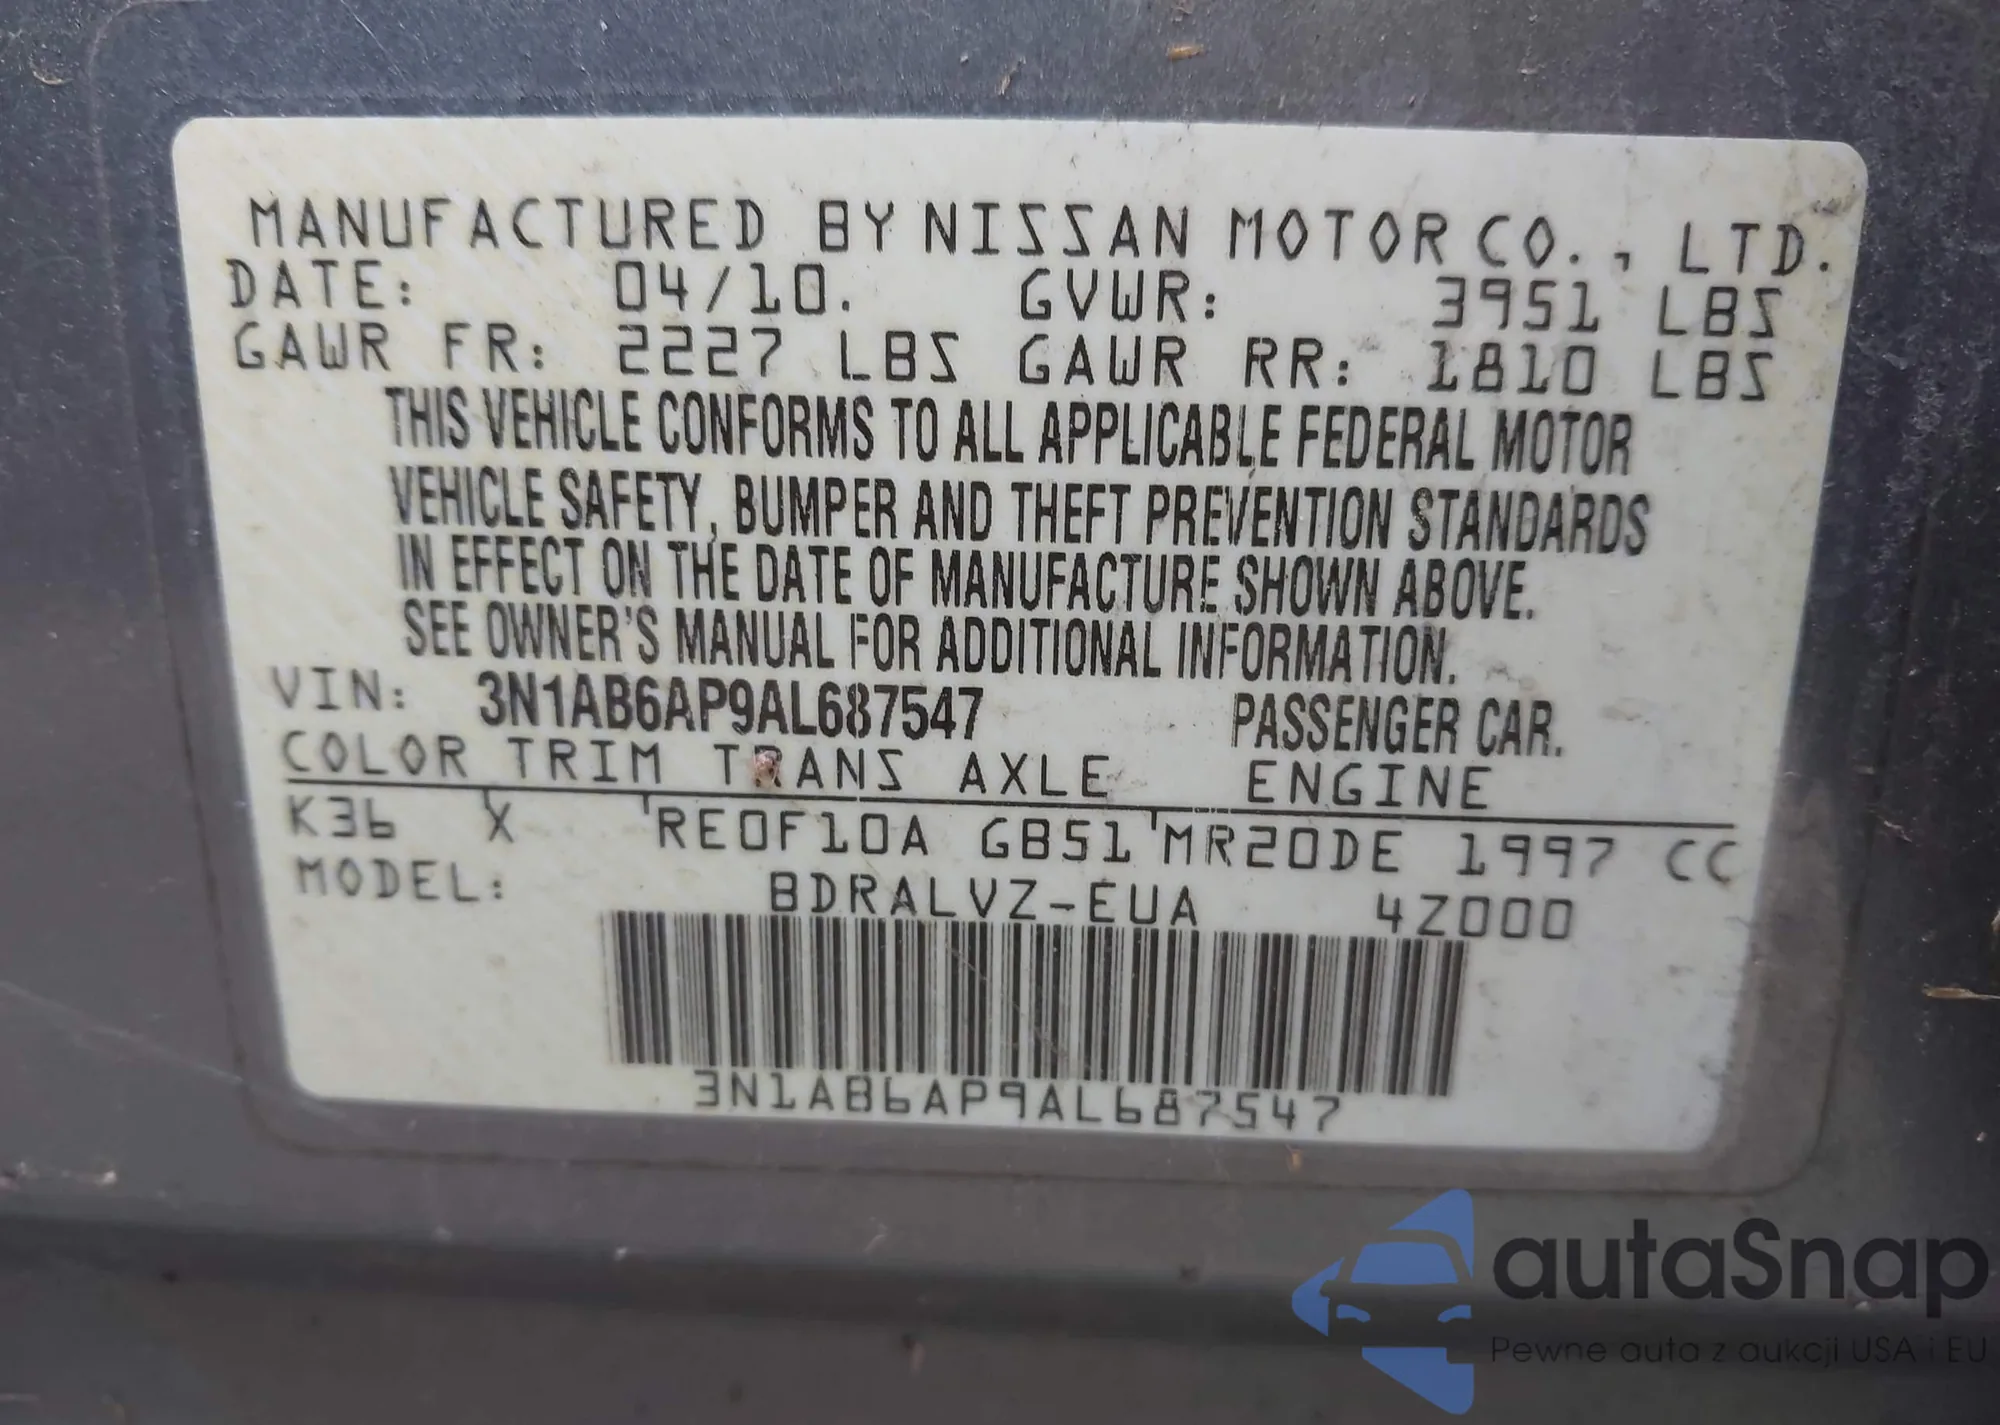 MANUFACTURED BY NISSAN MOTOR CO., LTD.
DATE: 04/10. GVWR: 3951 LBS
GAWR FR: 2227 LBS GAWR RR: 1810 LBS
THIS VEHICLE CONFORMS TO ALL APPLICABLE FEDERAL MOTOR
VEHICLE SAFETY, BUMPER AND THEFT PREVENTION STANDARDS
IN EFFECT ON THE DATE OF MANUFACTURE SHOWN ABOVE.
SEE OWNER'S MANUAL FOR ADDITIONAL INFORMATION.
VIN: 3N1AB6AP9AL687547 PASSENGER CAR.
COLOR TRIM TRANS AXLE ENGINE
K36 X RE0F10A GB51 MR20DE 1997 CC
MODEL: BDRALVZ-EUA 4Z000
3N1AB6AP9AL687547
autaSnap
Pewne auta z aukcji USA i EU